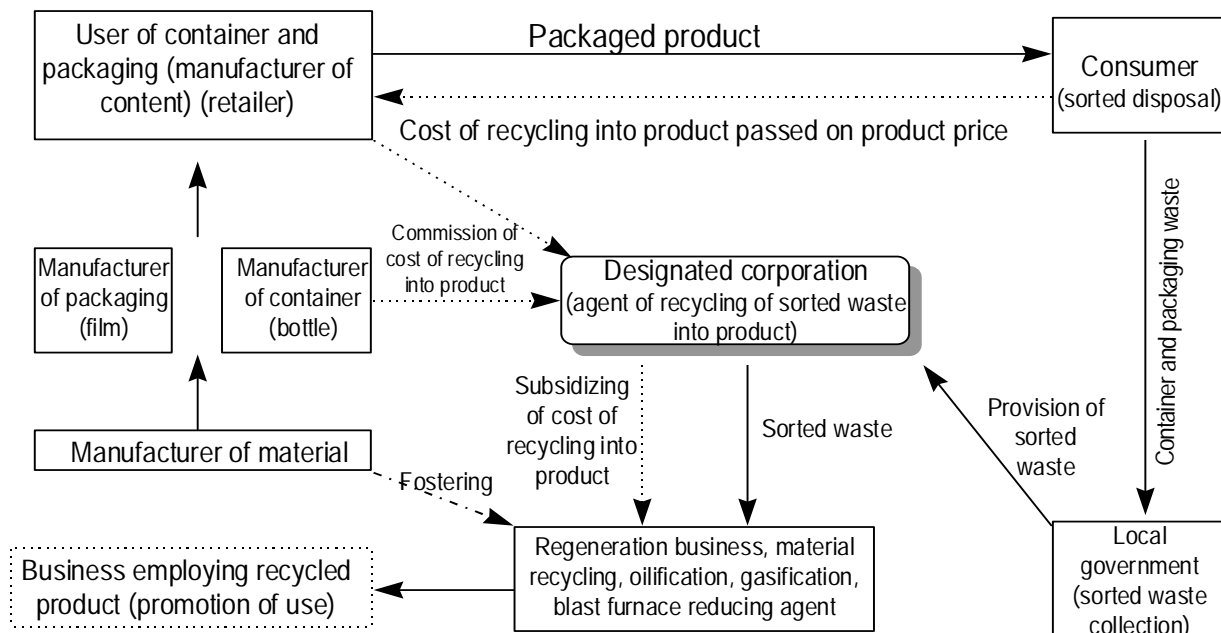 User of container and
packaging (manufacturer of
content) (retailer)
Packaged product
Consumer
(sorted disposal)
Cost of recycling into product passed on product price
Manufacturer
of packaging
(film)
Manufacturer
of container
(bottle)
Commission of
cost of recycling
into product
Designated corporation
(agent of recycling of sorted waste
into product)
Container and packaging waste
Manufacturer of material
Fostering
Subsidizing
of cost of
recycling into
product
Sorted waste
Provision of
sorted
waste
Business employing recycled
product (promotion of use)
Regeneration business, material
recycling, oilification, gasification,
blast furnace reducing agent
Local
government
(sorted waste
collection)